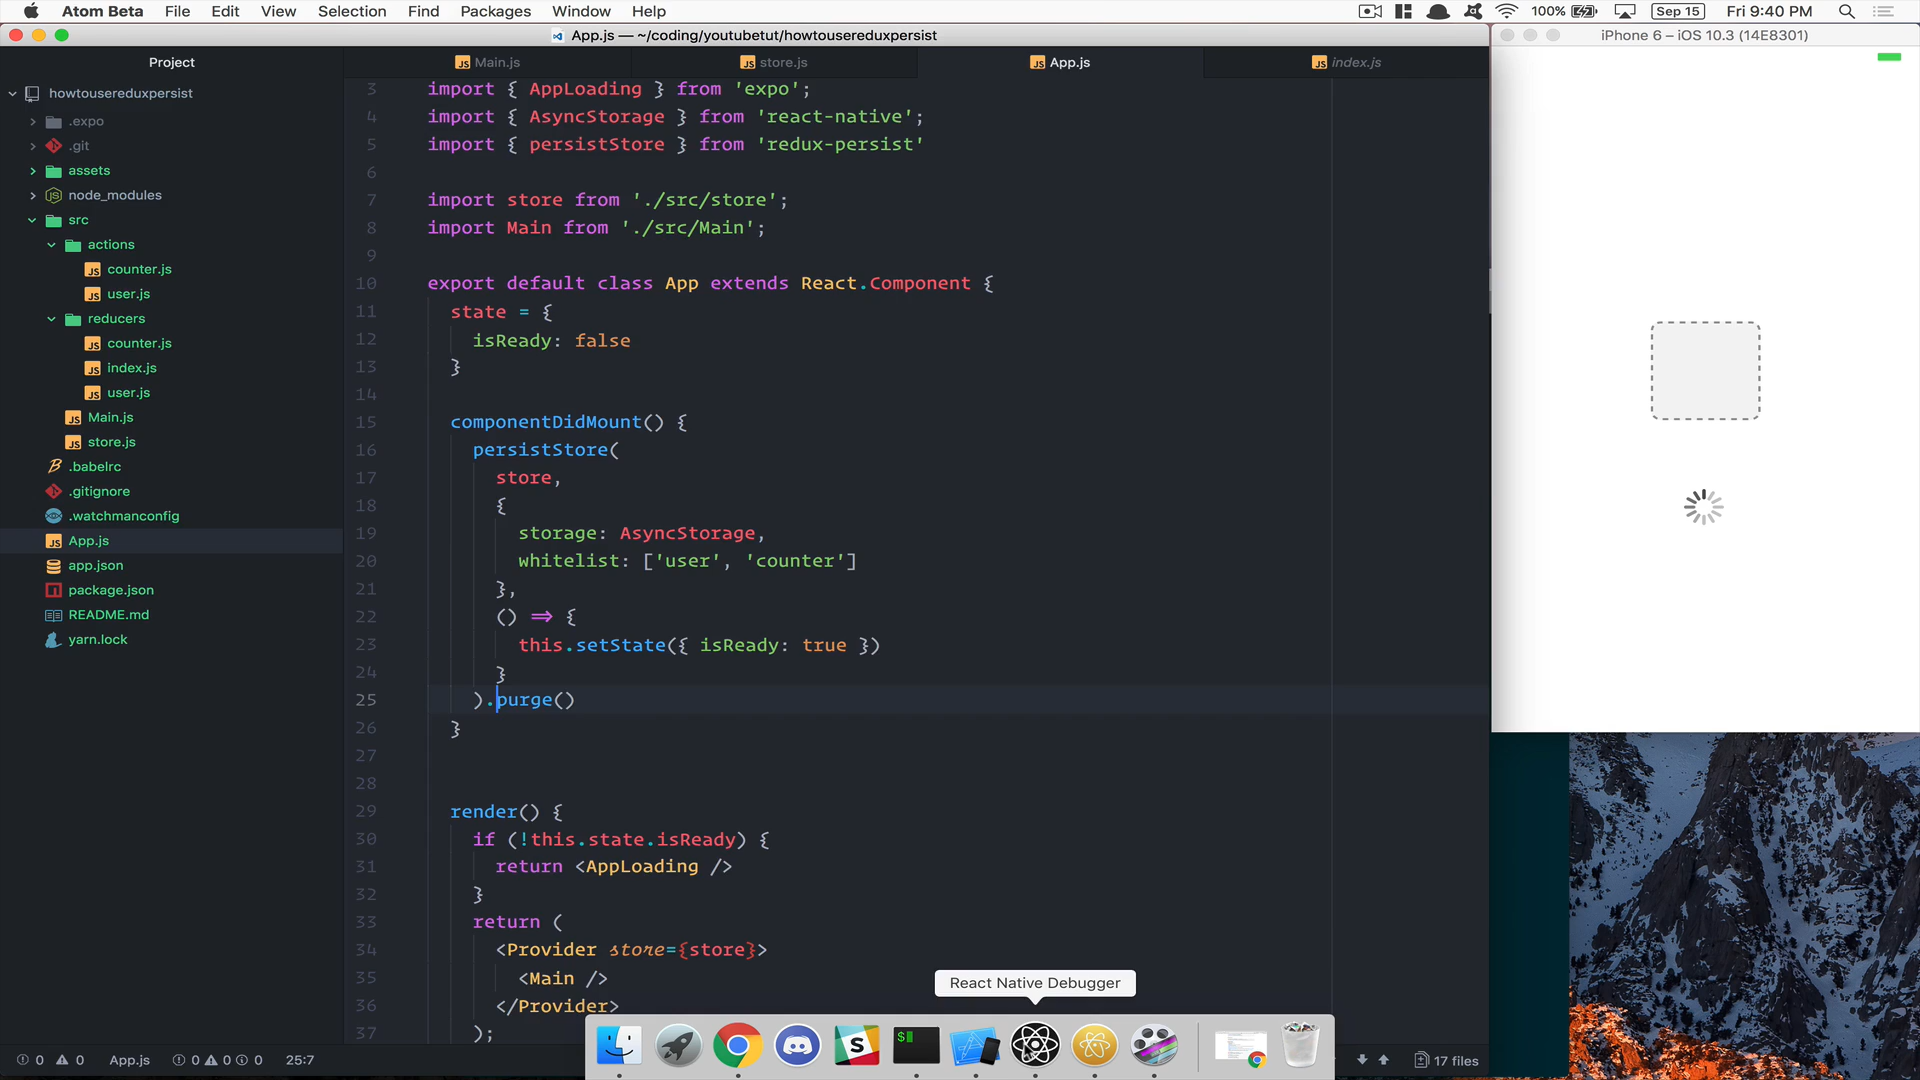 Atom Beta File Edit View Selection Find Packages Window Help 100% Sep 15 Fri 9:40 PM
App.js — ~/coding/youtubetut/howtousereduxpersist
iPhone 6 – iOS 10.3 (14E8301)
Project
Main.js store.js App.js index.js
howtousereduxpersist
.expo
.git
assets
node_modules
src
actions
counter.js
user.js
reducers
counter.js
index.js
user.js
Main.js
store.js
.babelrc
.gitignore
.watchmanconfig
App.js
app.json
package.json
README.md
yarn.lock
3 import { AppLoading } from 'expo';
4 import { AsyncStorage } from 'react-native';
5 import { persistStore } from 'redux-persist'
6
7 import store from './src/store';
8 import Main from './src/Main';
9
10 export default class App extends React.Component {
11 state = {
12 isReady: false
13 }
14
15 componentDidMount() {
16 persistStore(
17 store,
18 {
19 storage: AsyncStorage,
20 whitelist: ['user', 'counter']
21 },
22 () => {
23 this.setState({ isReady: true })
24 }
25 ).purge()
26 }
27
28
29 render() {
30 if (!this.state.isReady) {
31 return <AppLoading />
32 }
33 return (
34 <Provider store={store}>
35 <Main />
36 </Provider>
37 );
React Native Debugger
0 0 App.js 0 0 0 25:7
17 files